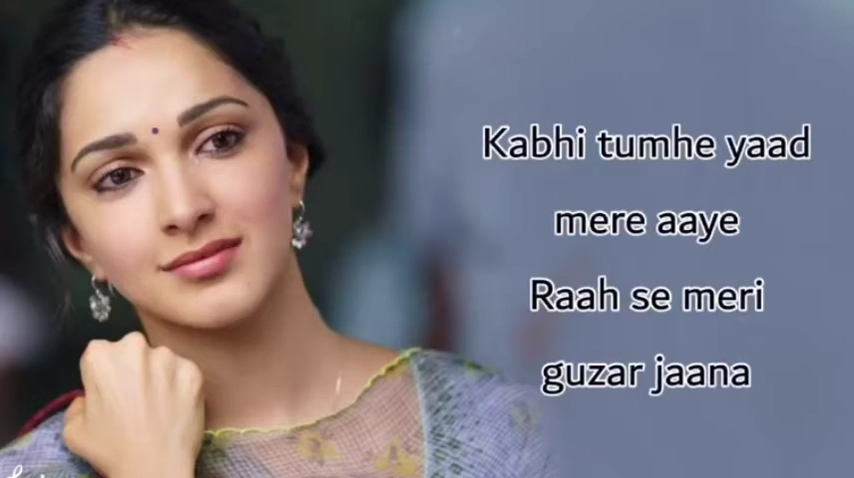 Kabhi tumhe yaad
mere aaye
Raah se meri
guzar jaana